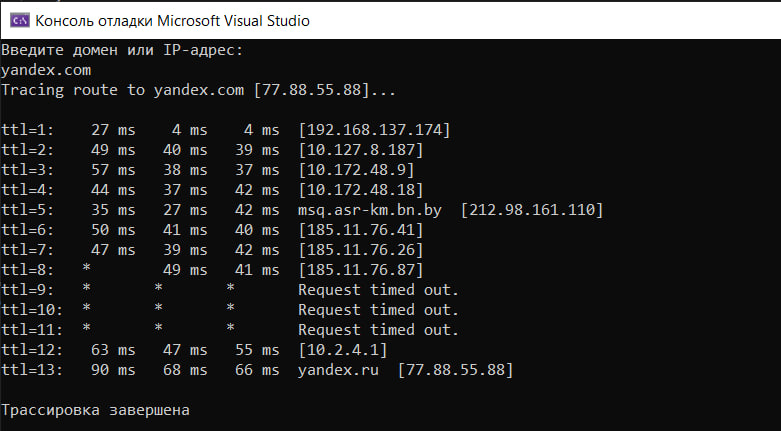 C:\ Консоль отладки Microsoft Visual Studio
Введите домен или IP-адрес:
yandex.com
Tracing route to yandex.com [77.88.55.88]...
ttl=1: 27 ms 4 ms 4 ms [192.168.137.174]
ttl=2: 49 ms 40 ms 39 ms [10.127.8.187]
ttl=3: 57 ms 38 ms 37 ms [10.172.48.9]
ttl=4: 44 ms 37 ms 42 ms [10.172.48.18]
ttl=5: 35 ms 27 ms 42 ms msq.asr-km.bn.by [212.98.161.110]
ttl=6: 50 ms 41 ms 40 ms [185.11.76.41]
ttl=7: 47 ms 39 ms 42 ms [185.11.76.26]
ttl=8: * 49 ms 41 ms [185.11.76.87]
ttl=9: * * * Request timed out.
ttl=10: * * * Request timed out.
ttl=11: * * * Request timed out.
ttl=12: 63 ms 47 ms 55 ms [10.2.4.1]
ttl=13: 90 ms 68 ms 66 ms yandex.ru [77.88.55.88]
Трассировка завершена